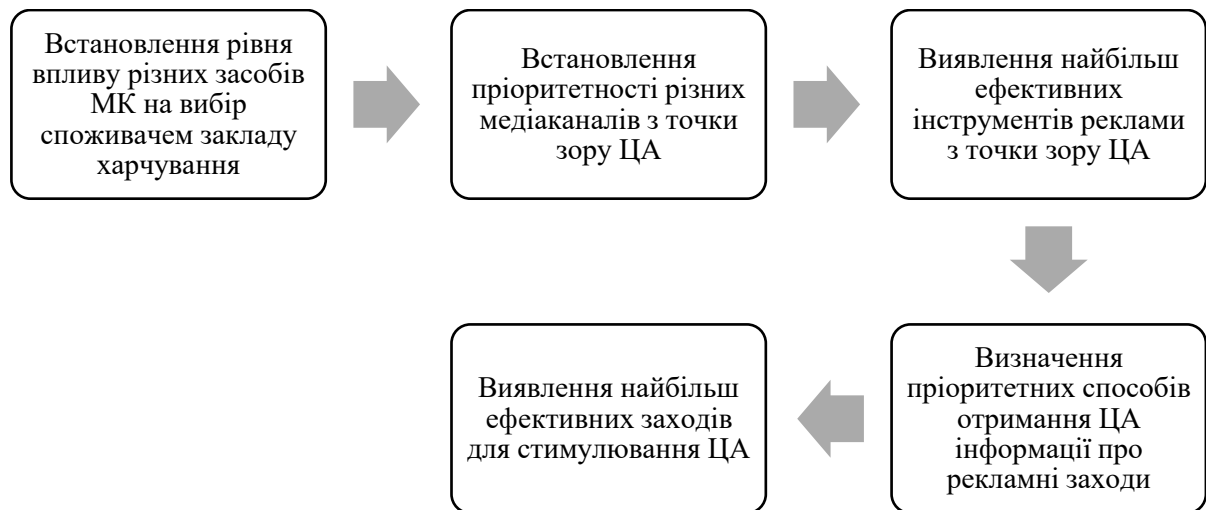 Встановлення рівня
впливу різних засобів
МК на вибір
споживачем закладу
харчування
Встановлення
пріоритетності різних
медіаканалів з точки
зору ЦА
Виявлення найбільш
ефективних
інструментів реклами
з точки зору ЦА
Визначення
пріоритетних способів
отримання ЦА
інформації про
рекламні заходи
Виявлення найбільш
ефективних заходів
для стимулювання ЦА